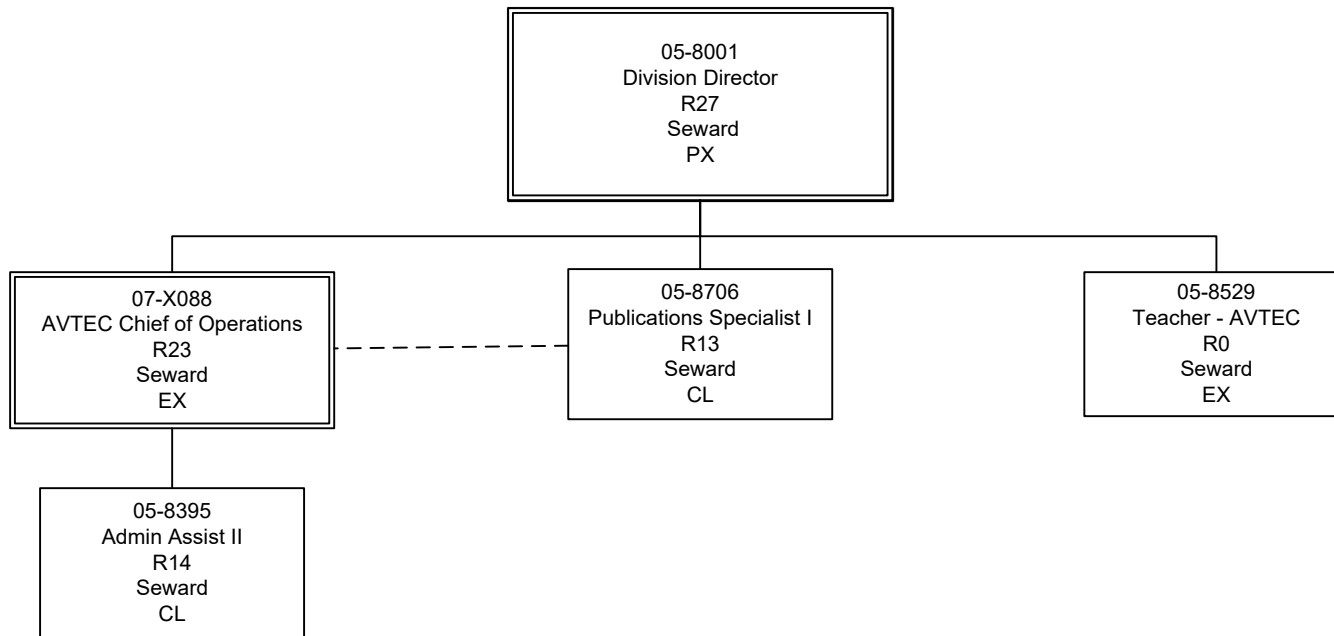 05-8001
Division Director
R27
Seward
PX
07-X088
AVTEC Chief of Operations
R23
Seward
EX
05-8706
Publications Specialist I
R13
Seward
CL
05-8529
Teacher - AVTEC
R0
Seward
EX
05-8395
Admin Assist II
R14
Seward
CL